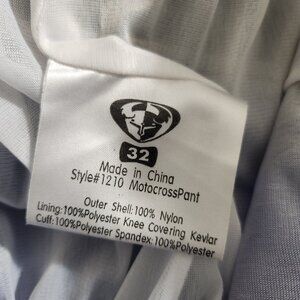 32
Made in China
Style#1210 MotocrossPant
Outer Shell:100% Nylon
Lining:100%Polyester Knee Covering Kevlar
Cuff:100%Polyester Spandex:100%Polyester